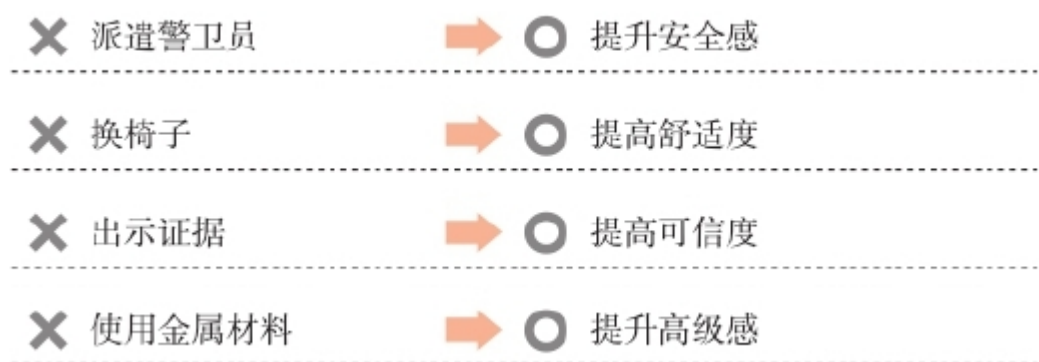 派遣警卫员 提升安全感
换椅子 提高舒适度
出示证据 提高可信度
使用金属材料 提升高级感